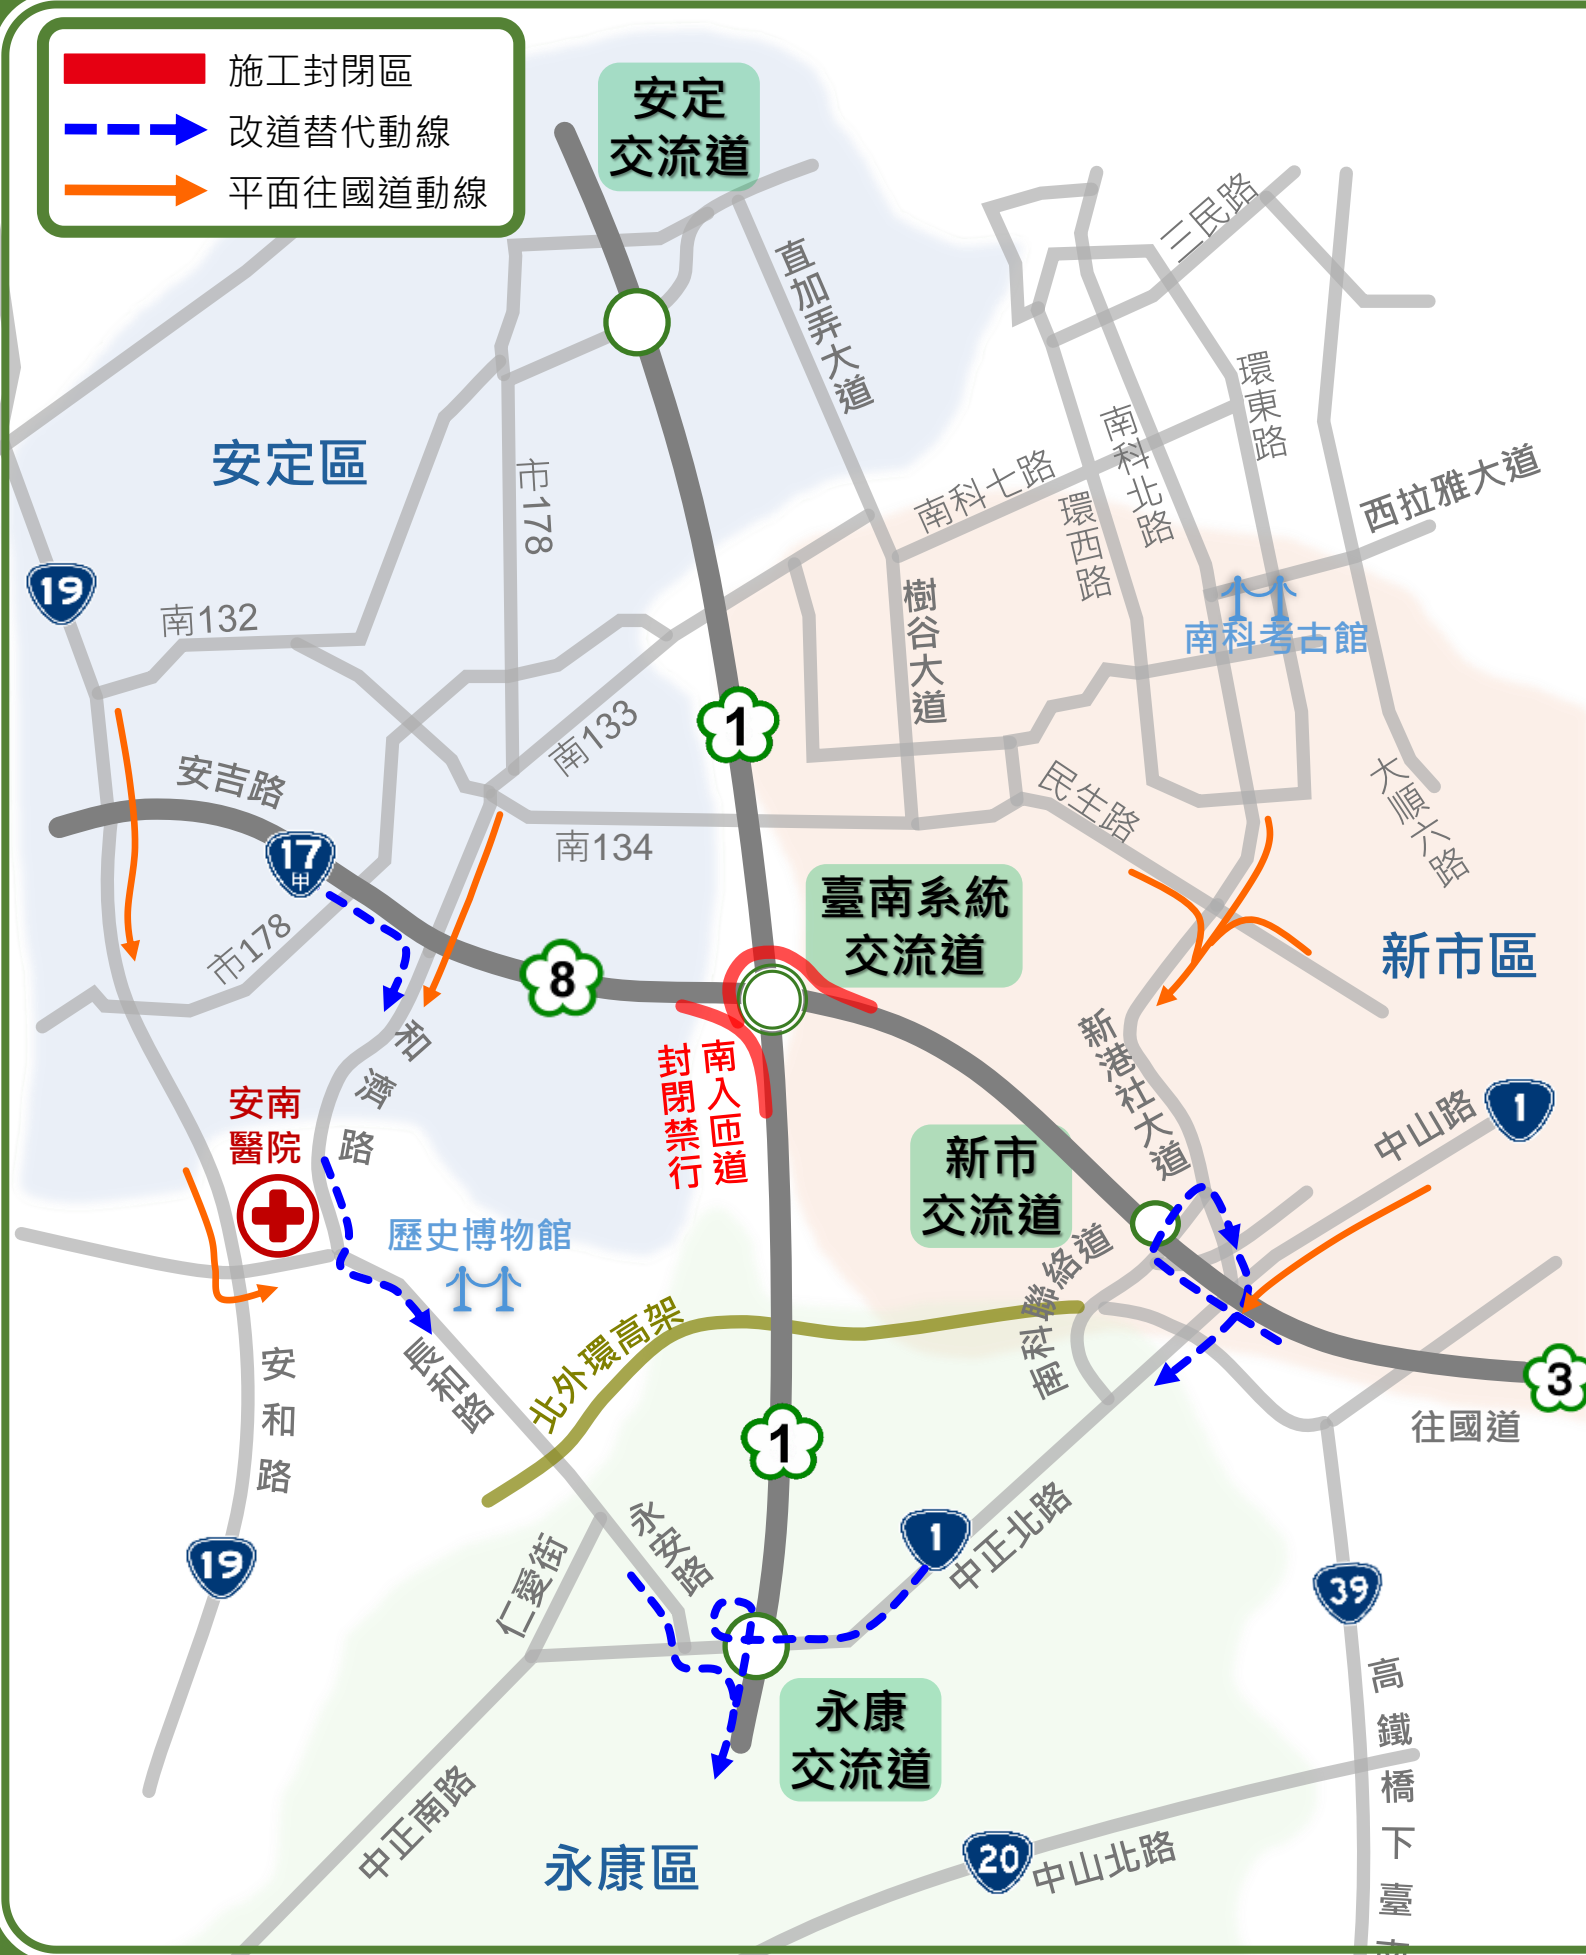 施工封閉區
改道替代動線
平面往國道動線
安定
交流道
三民路
直加弄大道
環東路
南科北路
安定區
市178
南科七路
環西路
西拉雅大道
19
南132
樹谷大道
南科考古館
南133
1
安吉路
民生路
大順六路
17
甲
南134
臺南系統
交流道
市178
8
新市區
和濟路
南入匝道
封閉禁行
新港社大道
安南
醫院
中山路
1
新市
交流道
歷史博物館
南科聯絡道
北外環高架
安和路
長和路
3
往國道
1
永安路
仁愛街
1
中正北路
19
39
高鐵橋下臺
永康
交流道
中正南路
永康區
20
中山北路